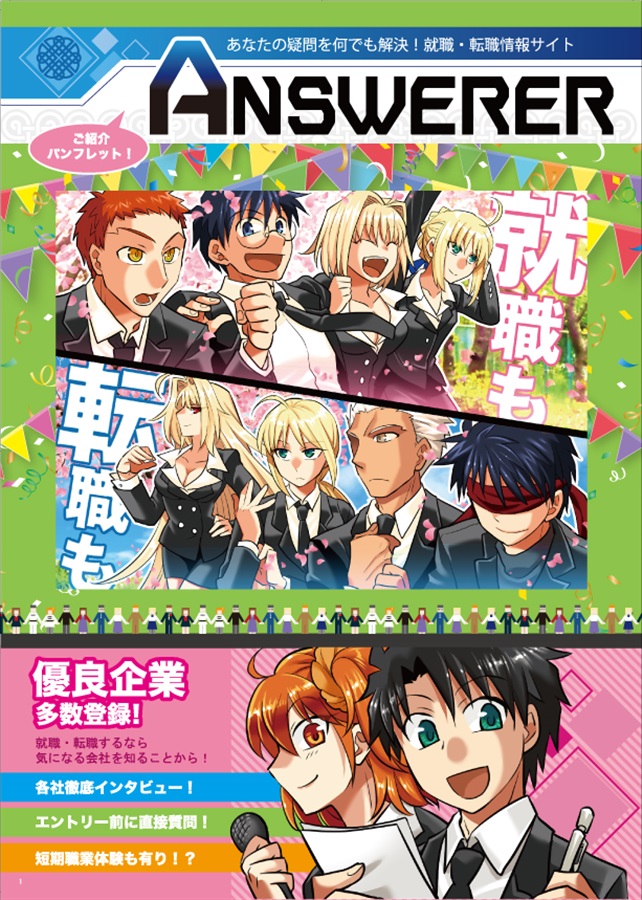 あなたの疑問を何でも解決！就職・転職情報サイト
ANSWERER
ご紹介
パンフレット！
就職も
転職も
優良企業
多数登録!
就職・転職するなら
気になる会社を知ることから！
各社徹底インタビュー！
エントリー前に直接質問！
短期職業体験も有り！？
1